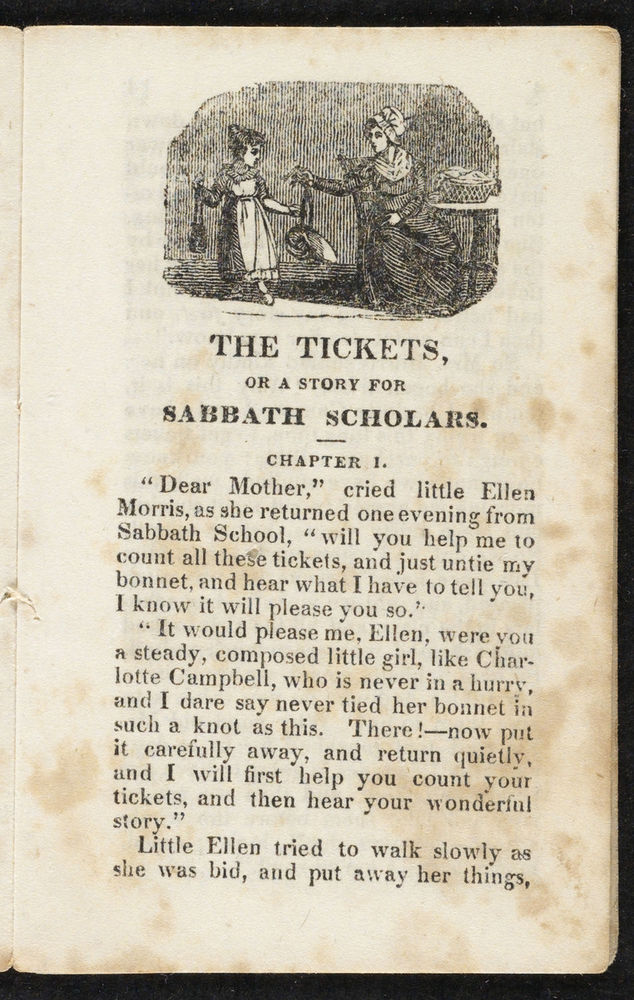 THE TICKETS,
OR A STORY FOR
SABBATH SCHOLARS.
CHAPTER I.
“Dear Mother,” cried little Ellen
Morris, as she returned one evening from
Sabbath School, “will you help me to
count all these tickets, and just untie my
bonnet, and hear what I have to tell you,
I know it will please you so.”
“It would please me, Ellen, were you
a steady, composed little girl, like Char-
lotte Campbell, who is never in a hurry,
and I dare say never tied her bonnet in
such a knot as this. There!—now put
it carefully away, and return quietly,
and I will first help you count your
tickets, and then hear your wonderful
story.”
Little Ellen tried to walk slowly as
she was bid, and put away her things,